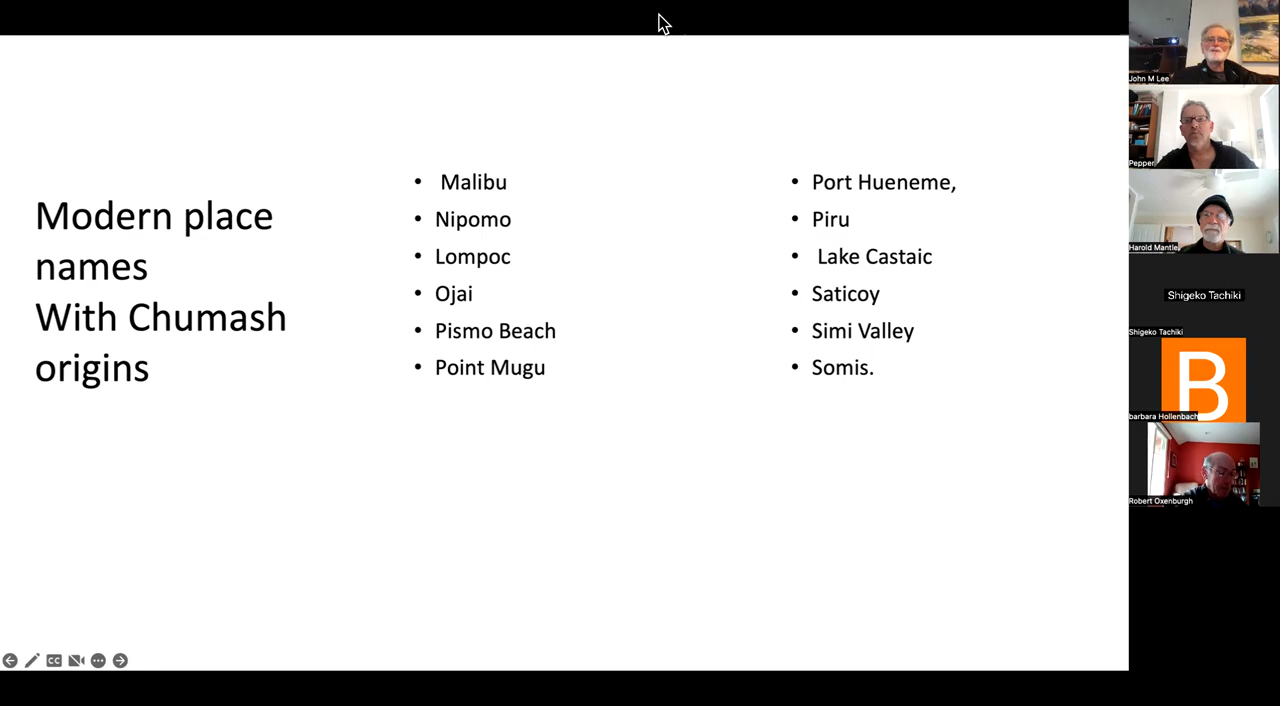 Modern place
names
With Chumash
origins
• Malibu
• Nipomo
• Lompoc
• Ojai
• Pismo Beach
• Point Mugu
• Port Hueneme,
• Piru
• Lake Castaic
• Saticoy
• Simi Valley
• Somis.
John M Lee
Pepper
Harold Mantle
Shigeko Tachiki
Shigeko Tachiki
B
barbara Hollenbach
Robert Oxenburgh
CC